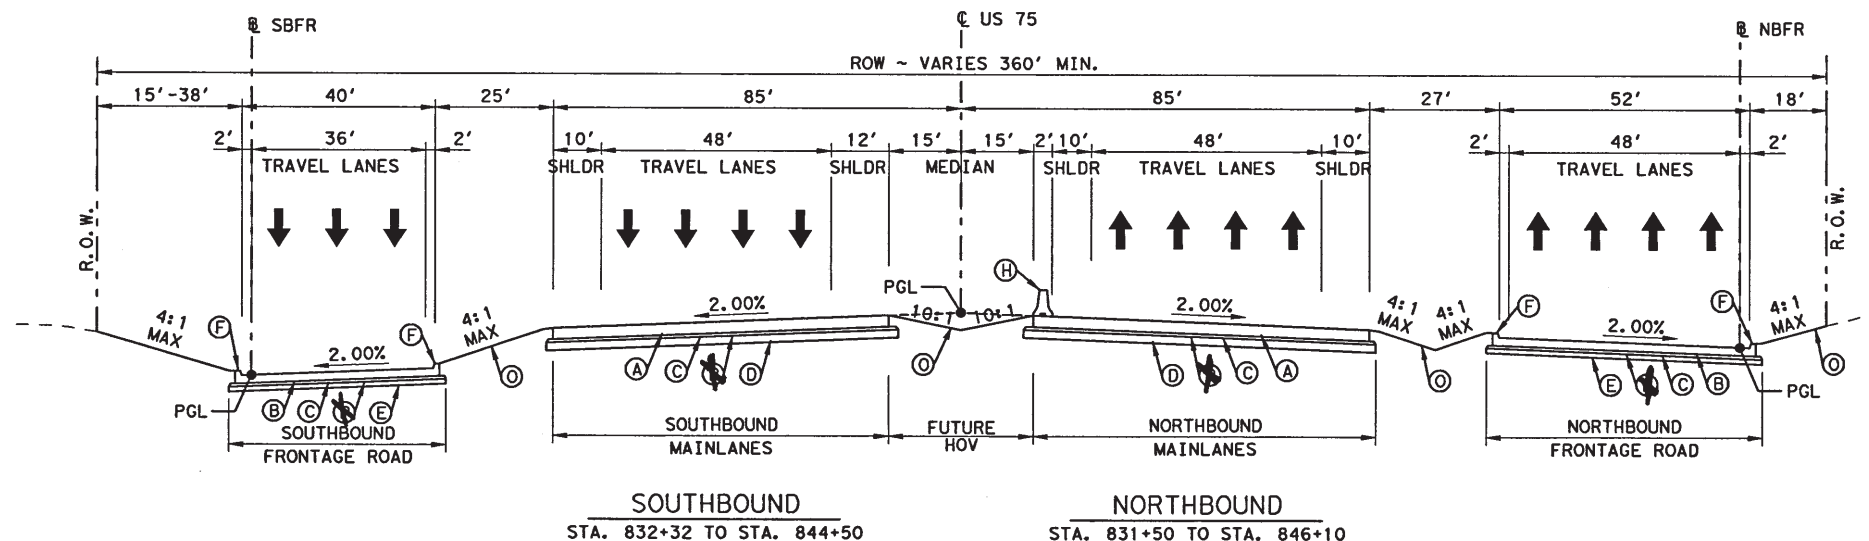 ℄ US 75
B SBFR
B NBFR
ROW ~ VARIES 360' MIN.
15'-38' 40' 25' 85' 85' 27' 52' 18'
2' 36' 2' 10' 48' 12' 15' 15' 2' 10' 48' 10' 2' 48' 2'
TRAVEL LANES SHLDR TRAVEL LANES SHLDR MEDIAN SHLDR TRAVEL LANES SHLDR TRAVEL LANES
R.O.W. R.O.W.
H
PGL
2.00% 10:1 10:1 2.00%
4:1 MAX F F 4:1 MAX 4:1 MAX 4:1 MAX F F 4:1 MAX
2.00% 2.00%
O A C D O D C A O E C B O
PGL B C E PGL
SOUTHBOUND FRONTAGE ROAD
SOUTHBOUND MAINLANES
FUTURE HOV
NORTHBOUND MAINLANES
NORTHBOUND FRONTAGE ROAD
SOUTHBOUND
STA. 832+32 TO STA. 844+50
NORTHBOUND
STA. 831+50 TO STA. 846+10